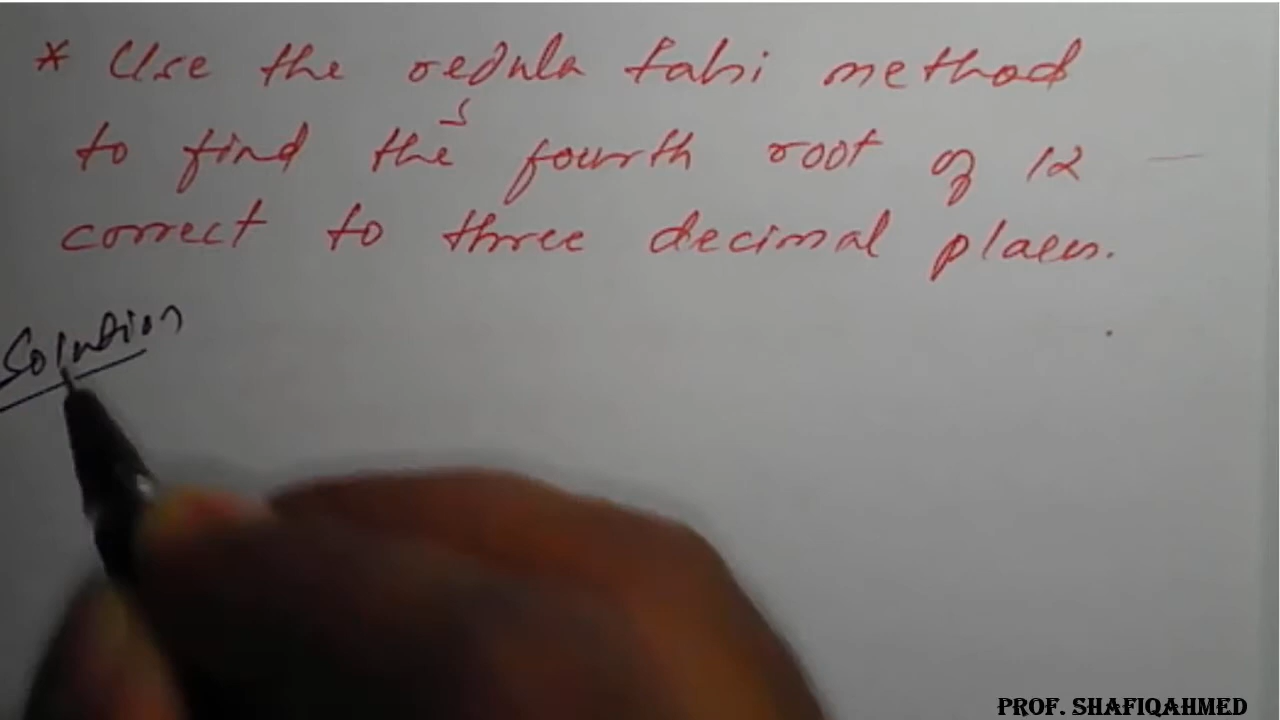 * Use the regula falsi method
to find the fourth root of 12
correct to three decimal places.
Solution
PROF. SHAFIQAHMED